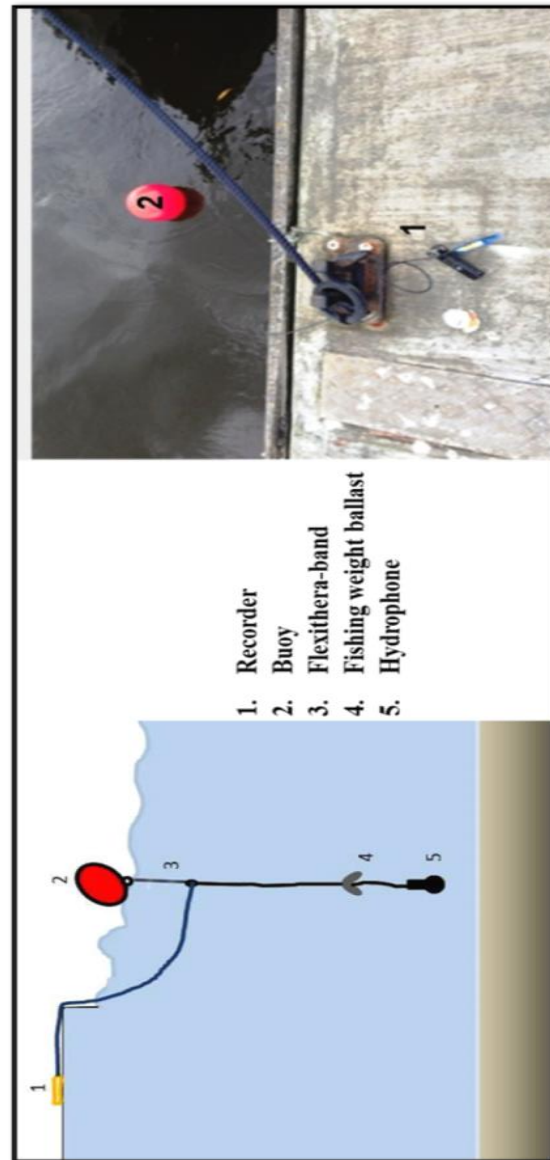 1
2
3
4
5
1. Recorder
2. Buoy
3. Flexithera-band
4. Fishing weight ballast
5. Hydrophone
2
1